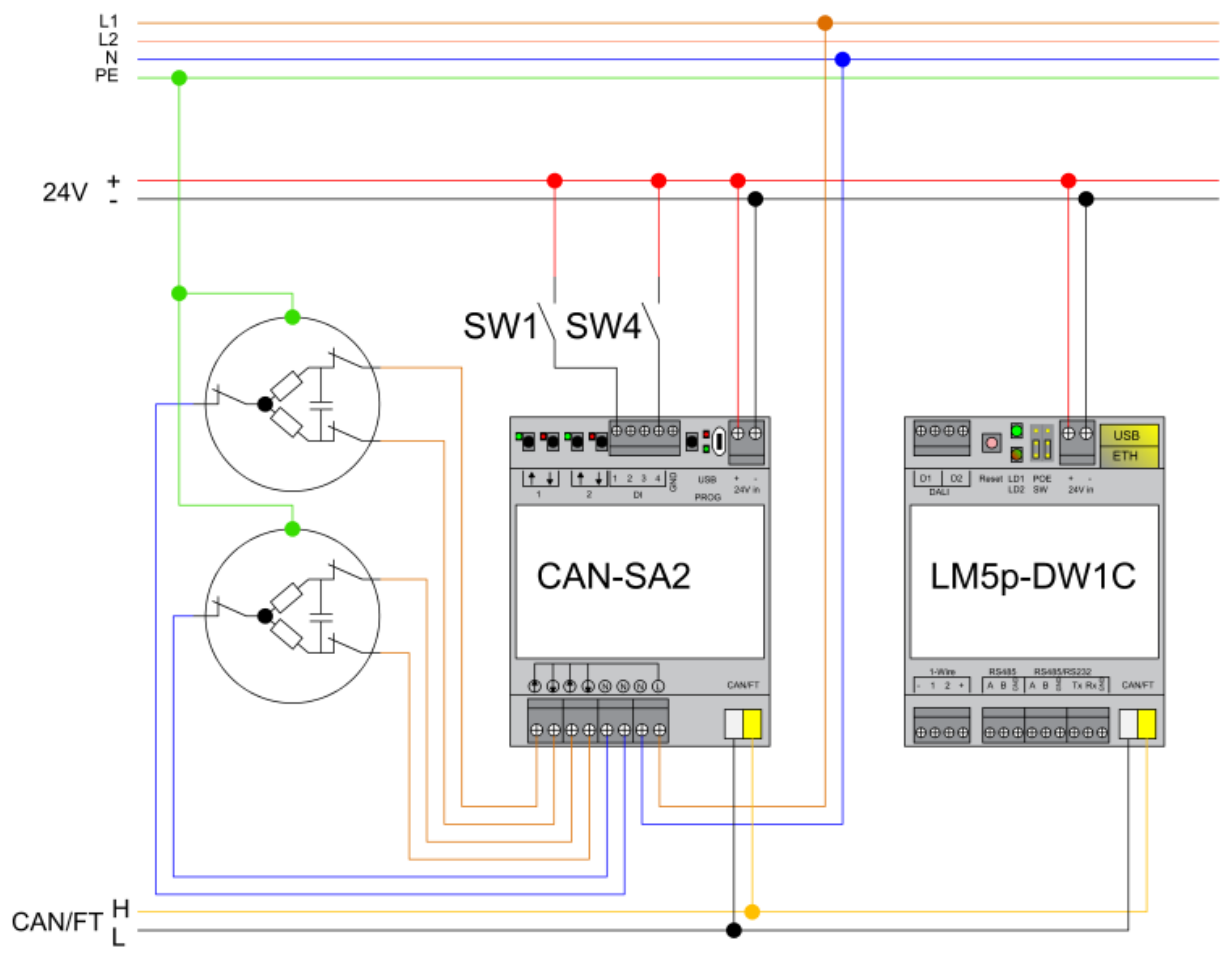 L1
L2
N
PE
24V
+
-
SW1
SW4
USB
ETH
1
2
1 2 3 4 GND
DI
USB
PROG
+ -
24V in
D1 D2
DALI
Reset LD1 POE
LD2 SW
+ -
24V in
CAN-SA2
LM5p-DW1C
N N N L
CAN/FT
1-Wire RS485 RS485/RS232
- 1 2 + A B GND A B GND Tx Rx GND CAN/FT
CAN/FT H
L